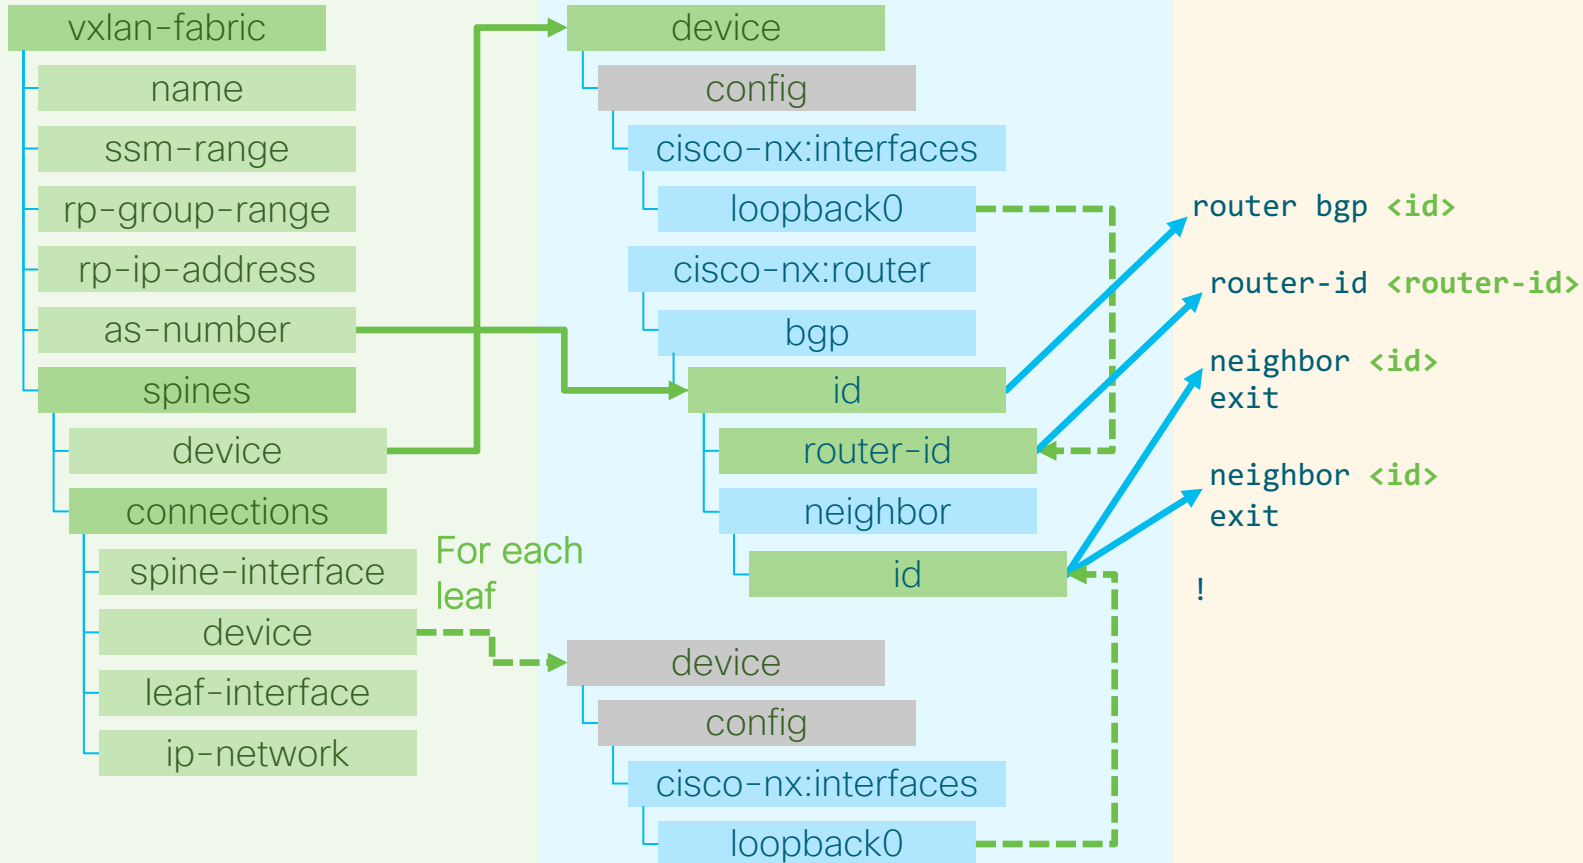 vxlan-fabric
name
ssm-range
rp-group-range
rp-ip-address
as-number
spines
device
connections
spine-interface
device
leaf-interface
ip-network
For each
leaf
device
config
cisco-nx:interfaces
loopback0
cisco-nx:router
bgp
id
router-id
neighbor
id
device
config
cisco-nx:interfaces
loopback0
router bgp <id>
router-id <router-id>
neighbor <id>
exit
neighbor <id>
exit
!